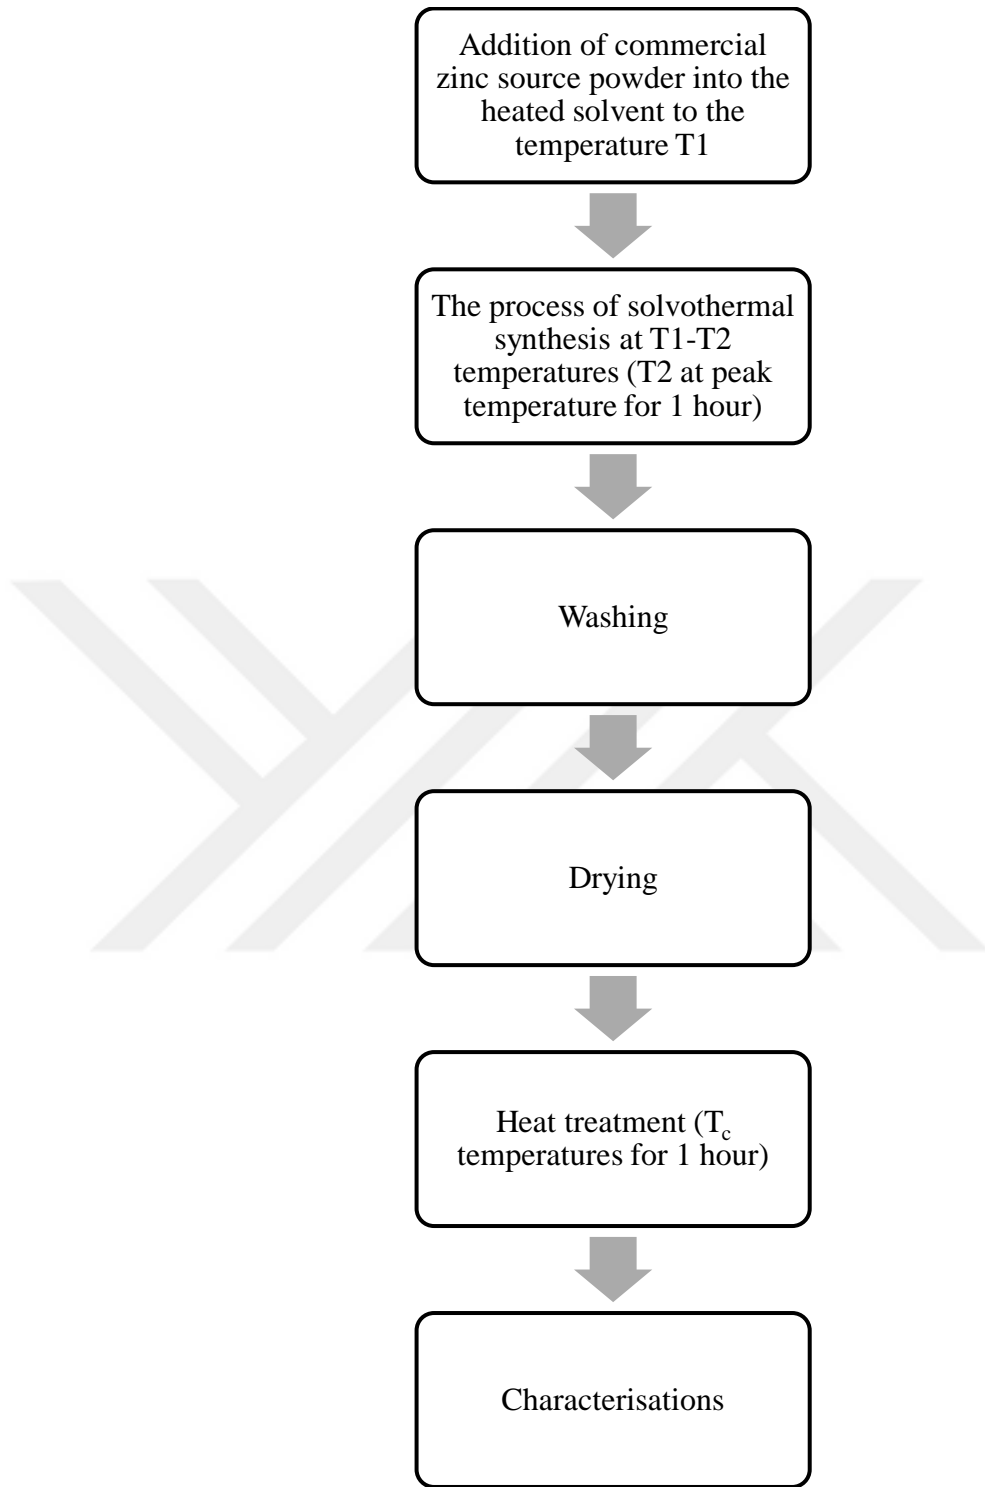 Addition of commercial
zinc source powder into the
heated solvent to the
temperature T1
The process of solvothermal
synthesis at T1-T2
temperatures (T2 at peak
temperature for 1 hour)
Washing
Drying
Heat treatment (Tc
temperatures for 1 hour)
Characterisations